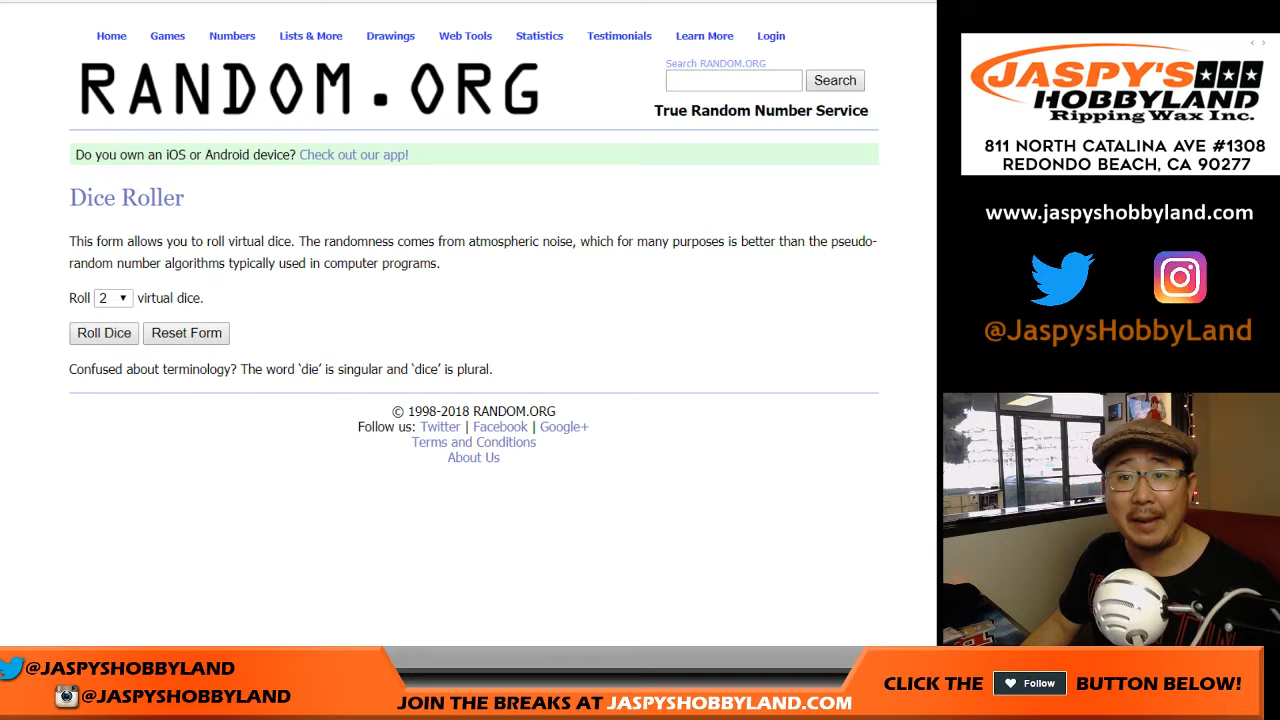 Home Games Numbers Lists & More Drawings Web Tools Statistics Testimonials Learn More Login
RANDOM.ORG
Search RANDOM.ORG
Search
True Random Number Service
Do you own an iOS or Android device? Check out our app!
Dice Roller
This form allows you to roll virtual dice. The randomness comes from atmospheric noise, which for many purposes is better than the pseudo-
random number algorithms typically used in computer programs.
Roll 2 virtual dice.
Roll Dice Reset Form
Confused about terminology? The word ‘die’ is singular and ‘dice’ is plural.
© 1998-2018 RANDOM.ORG
Follow us: Twitter | Facebook | Google+
Terms and Conditions
About Us
JASPY'S
HOBBYLAND
Ripping Wax Inc.
811 NORTH CATALINA AVE #1308
REDONDO BEACH, CA 90277
www.jaspyshobbyland.com
@JaspysHobbyLand
@JASPYSHOBBYLAND
@JASPYSHOBBYLAND
JOIN THE BREAKS AT JASPYSHOBBYLAND.COM
CLICK THE Follow BUTTON BELOW!